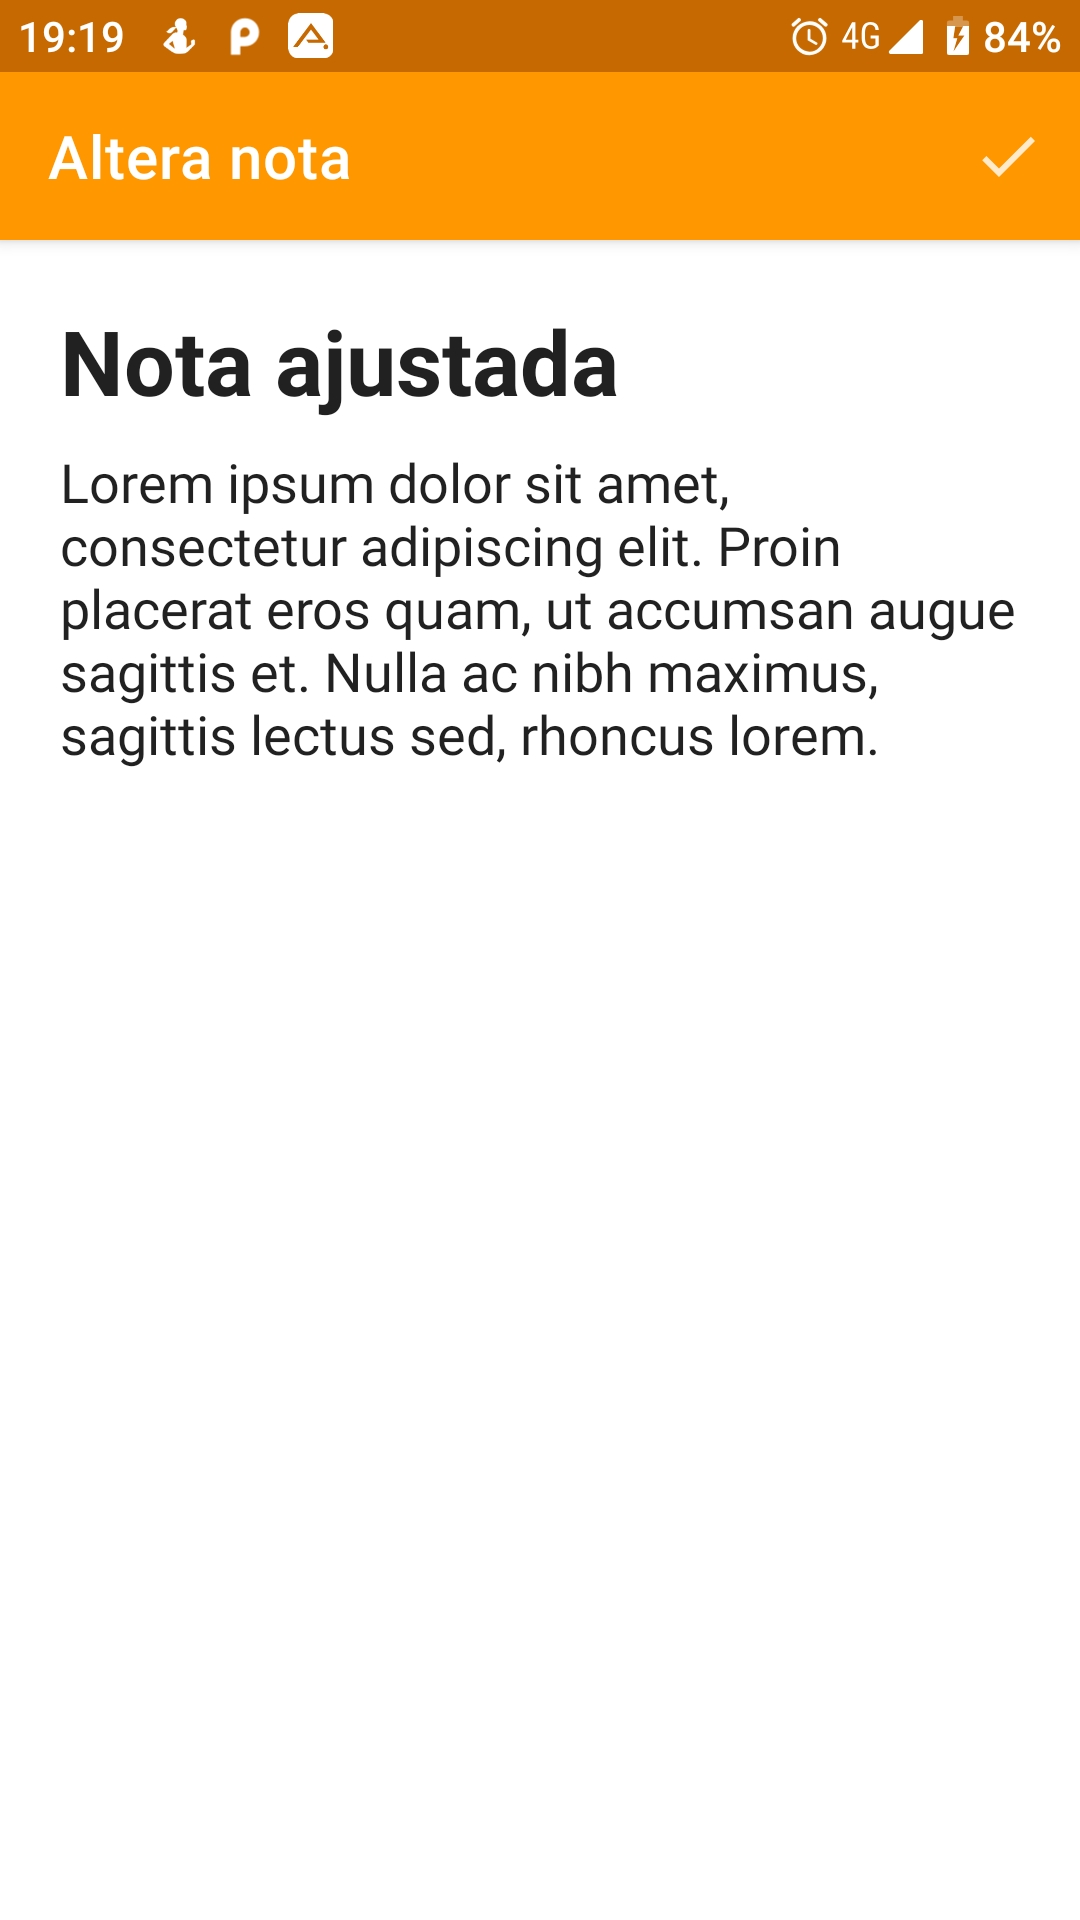 19:19 4G 84%
Altera nota
Nota ajustada
Lorem ipsum dolor sit amet,
consectetur adipiscing elit. Proin
placerat eros quam, ut accumsan augue
sagittis et. Nulla ac nibh maximus,
sagittis lectus sed, rhoncus lorem.